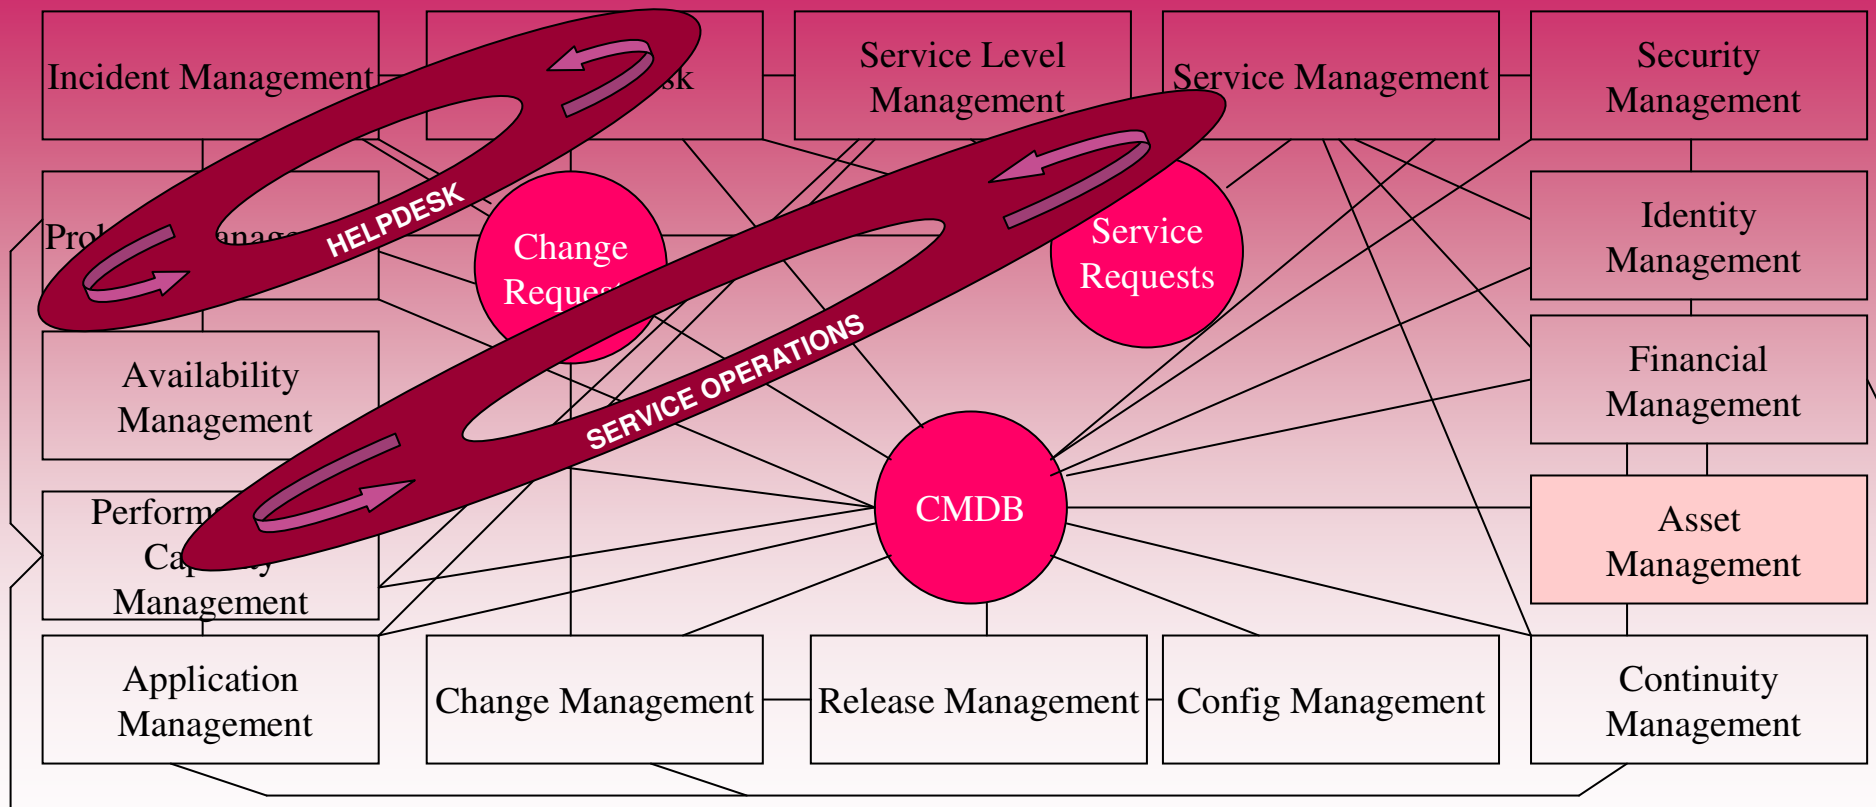 Incident Management
Service Level
Management
Service Management
Security
Management
HELPDESK
Change
Service
Requests
Identity
Management
Availability
Management
SERVICE OPERATIONS
Financial
Management
CMDB
Asset
Management
Management
Application
Management
Change Management
Release Management
Config Management
Continuity
Management